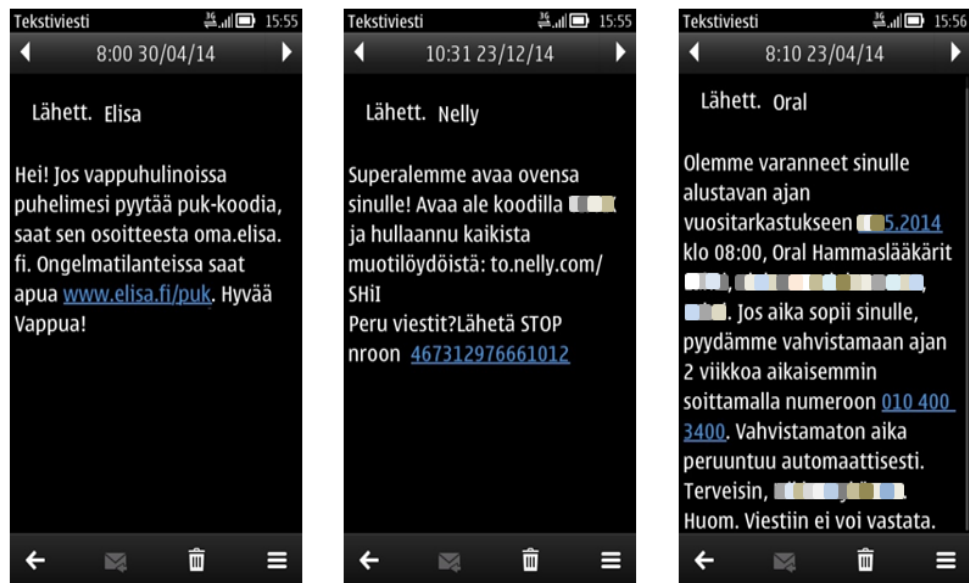 Tekstiviesti 3G 15:55
8:00 30/04/14
Lähett. Elisa
Hei! Jos vappuhulinoissa
puhelimesi pyytää puk-koodia,
saat sen osoitteesta oma.elisa.
fi. Ongelmatilanteissa saat
apua www.elisa.fi/puk. Hyvää
Vappua!
Tekstiviesti 3G 15:55
10:31 23/12/14
Lähett. Nelly
Superalemme avaa ovensa
sinulle! Avaa ale koodilla
ja hullaannu kaikista
muotilöydöistä: to.nelly.com/
SHiI
Peru viestit?Lähetä STOP
nroon 467312976661012
Tekstiviesti 3G 15:56
8:10 23/04/14
Lähett. Oral
Olemme varanneet sinulle
alustavan ajan
vuositarkastukseen 5.2014
klo 08:00, Oral Hammaslääkärit
. Jos aika sopii sinulle,
pyydämme vahvistamaan ajan
2 viikkoa aikaisemmin
soittamalla numeroon 010 400
3400. Vahvistamaton aika
peruuntuu automaattisesti.
Terveisin,
Huom. Viestiin ei voi vastata.